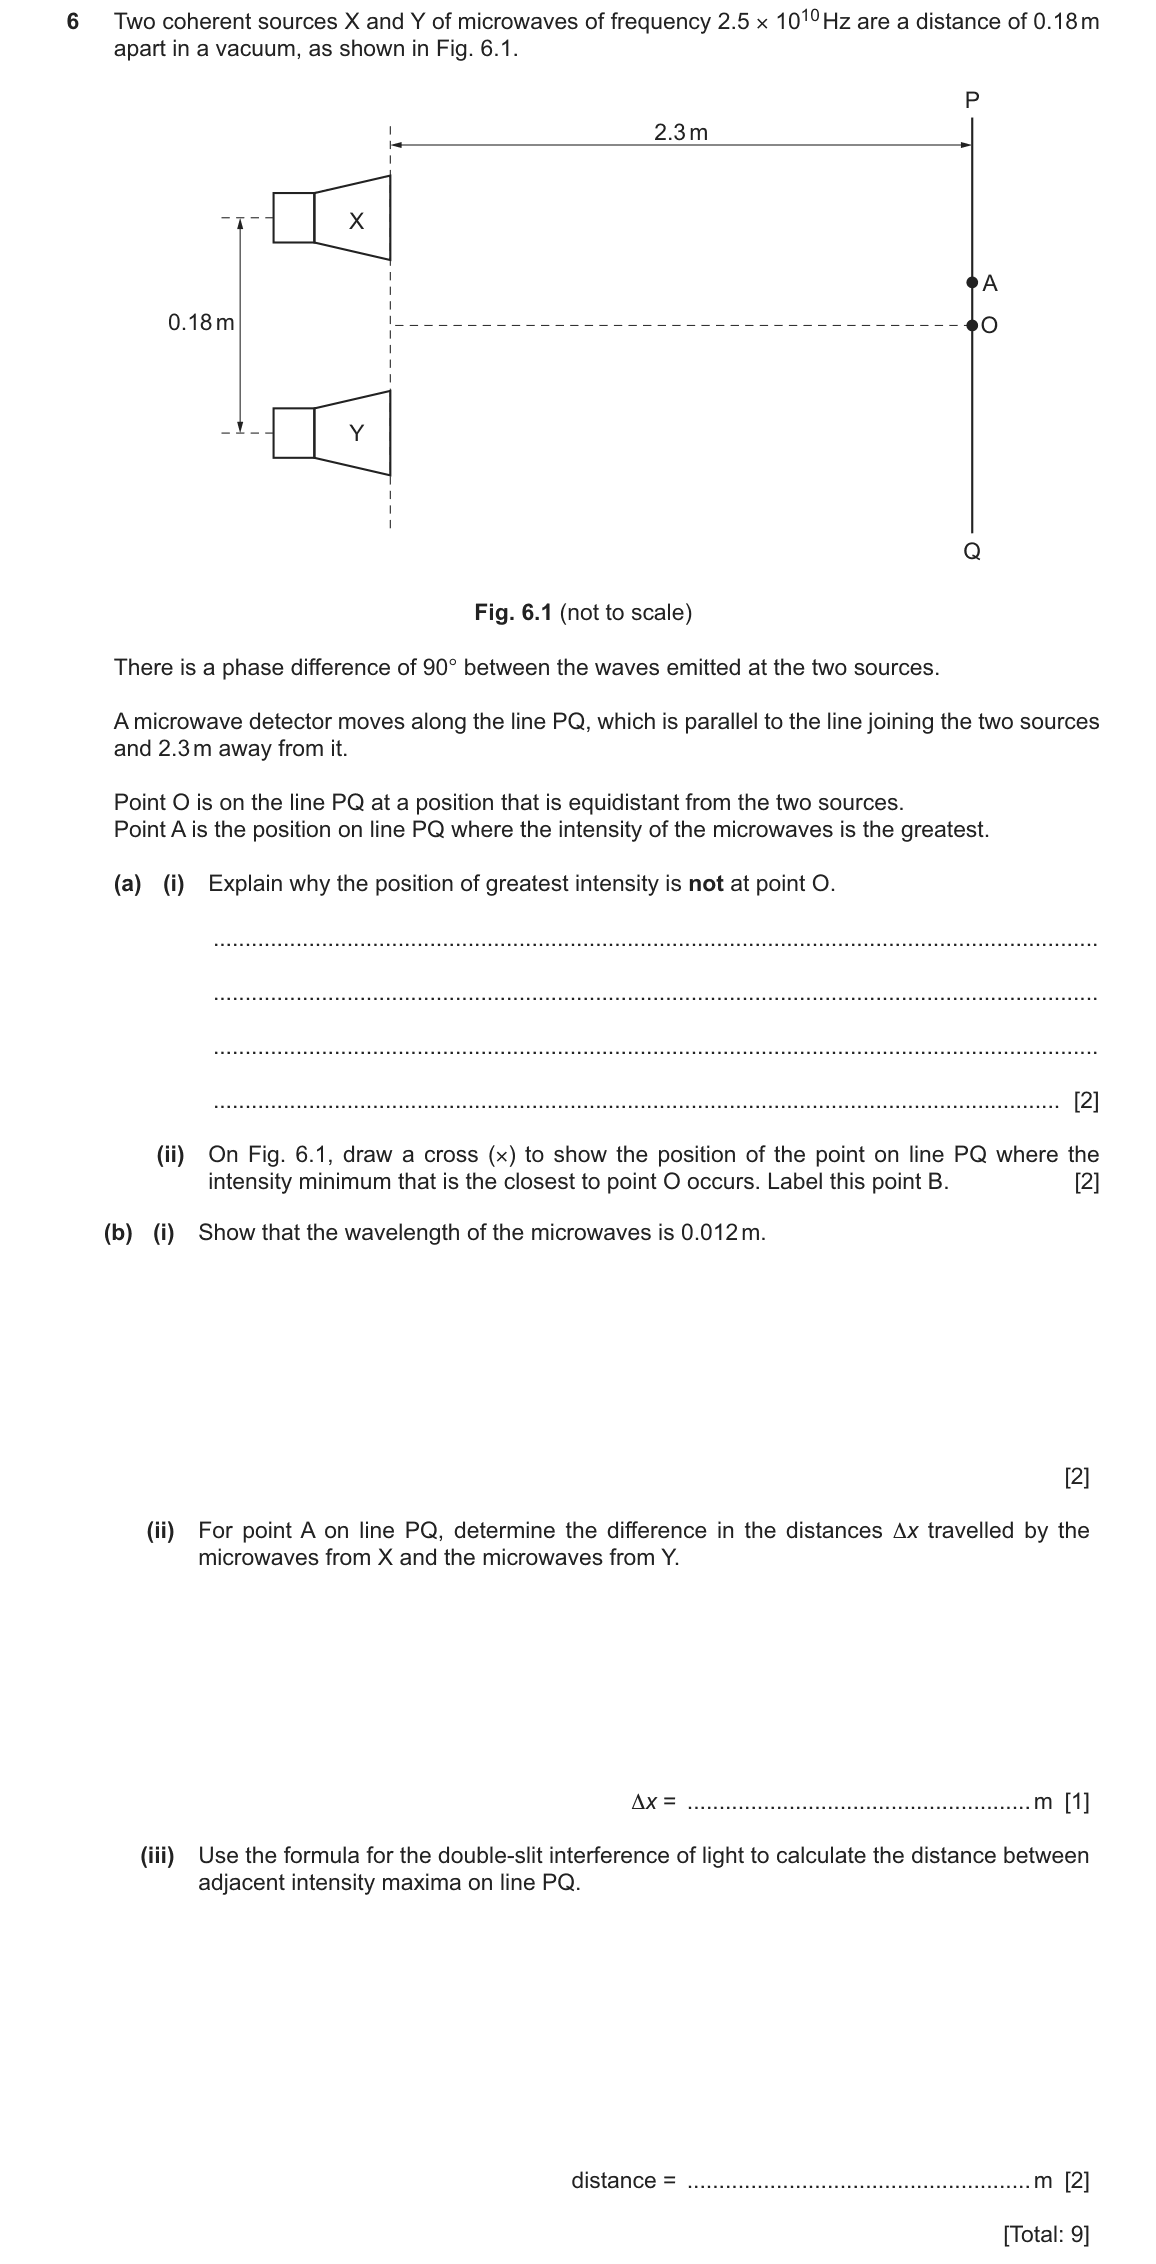 6 Two coherent sources X and Y of microwaves of frequency 2.5 × 10¹⁰ Hz are a distance of 0.18 m
apart in a vacuum, as shown in Fig. 6.1.
P
2.3 m
X
A
0.18 m
O
Y
Q
Fig. 6.1 (not to scale)
There is a phase difference of 90° between the waves emitted at the two sources.
A microwave detector moves along the line PQ, which is parallel to the line joining the two sources
and 2.3 m away from it.
Point O is on the line PQ at a position that is equidistant from the two sources.
Point A is the position on line PQ where the intensity of the microwaves is the greatest.
(a) (i) Explain why the position of greatest intensity is not at point O.
[2]
(ii) On Fig. 6.1, draw a cross (×) to show the position of the point on line PQ where the
intensity minimum that is the closest to point O occurs. Label this point B. [2]
(b) (i) Show that the wavelength of the microwaves is 0.012 m.
[2]
(ii) For point A on line PQ, determine the difference in the distances Δx travelled by the
microwaves from X and the microwaves from Y.
Δx = ...................................................... m [1]
(iii) Use the formula for the double-slit interference of light to calculate the distance between
adjacent intensity maxima on line PQ.
distance = ...................................................... m [2]
[Total: 9]